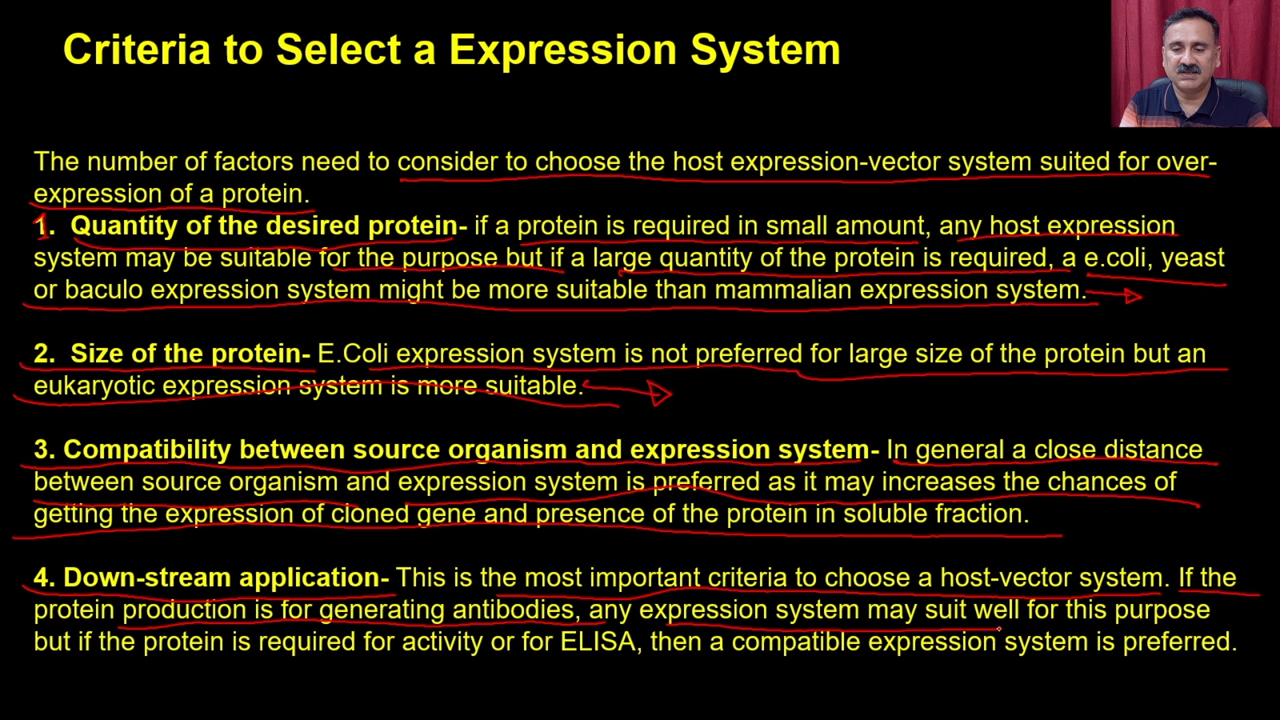 Criteria to Select a Expression System
The number of factors need to consider to choose the host expression-vector system suited for over-
expression of a protein.
1. Quantity of the desired protein- if a protein is required in small amount, any host expression
system may be suitable for the purpose but if a large quantity of the protein is required, a e.coli, yeast
or baculo expression system might be more suitable than mammalian expression system.
2. Size of the protein- E.Coli expression system is not preferred for large size of the protein but an
eukaryotic expression system is more suitable.
3. Compatibility between source organism and expression system- In general a close distance
between source organism and expression system is preferred as it may increases the chances of
getting the expression of cloned gene and presence of the protein in soluble fraction.
4. Down-stream application- This is the most important criteria to choose a host-vector system. If the
protein production is for generating antibodies, any expression system may suit well for this purpose
but if the protein is required for activity or for ELISA, then a compatible expression system is preferred.